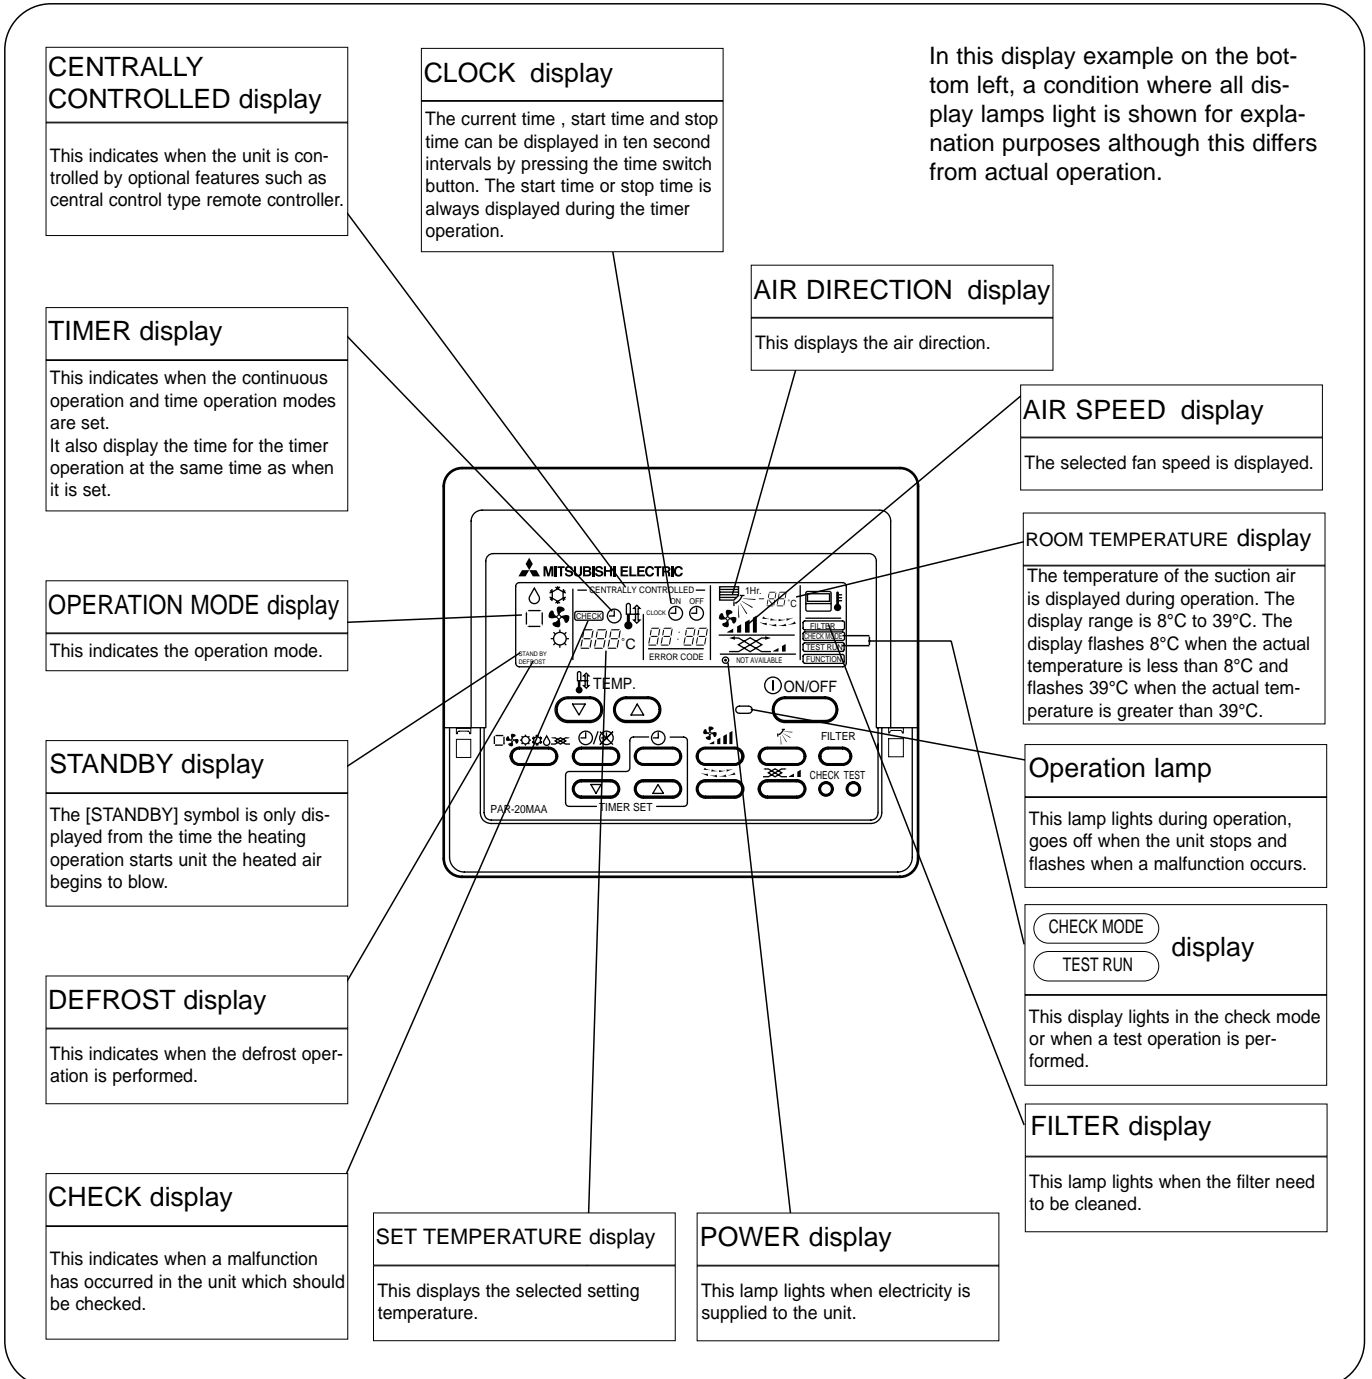 CENTRALLY
CONTROLLED display
This indicates when the unit is con-
trolled by optional features such as
central control type remote controller.
CLOCK display
The current time , start time and stop
time can be displayed in ten second
intervals by pressing the time switch
button. The start time or stop time is
always displayed during the timer
operation.
In this display example on the bot-
tom left, a condition where all dis-
play lamps light is shown for expla-
nation purposes although this differs
from actual operation.
AIR DIRECTION display
This displays the air direction.
TIMER display
This indicates when the continuous
operation and time operation modes
are set.
It also display the time for the timer
operation at the same time as when
it is set.
AIR SPEED display
The selected fan speed is displayed.
ROOM TEMPERATURE display
The temperature of the suction air
is displayed during operation. The
display range is 8°C to 39°C. The
display flashes 8°C when the actual
temperature is less than 8°C and
flashes 39°C when the actual tem-
perature is greater than 39°C.
OPERATION MODE display
This indicates the operation mode.
MITSUBISHI ELECTRIC
CENTRALLY CONTROLLED
ON OFF
CLOCK
CHECK
88:88
888°C
ERROR CODE
STAND BY
DEFROST
1Hr.
88°C
NOT AVAILABLE
FILTER
CHECK MODE
TEST RUN
FUNCTION
TEMP.
ON/OFF
FILTER
CHECK TEST
TIMER SET
PAR-20MAA
STANDBY display
The [STANDBY] symbol is only dis-
played from the time the heating
operation starts unit the heated air
begins to blow.
Operation lamp
This lamp lights during operation,
goes off when the unit stops and
flashes when a malfunction occurs.
CHECK MODE
TEST RUN
display
This display lights in the check mode
or when a test operation is per-
formed.
DEFROST display
This indicates when the defrost oper-
ation is performed.
FILTER display
This lamp lights when the filter need
to be cleaned.
CHECK display
This indicates when a malfunction
has occurred in the unit which should
be checked.
SET TEMPERATURE display
This displays the selected setting
temperature.
POWER display
This lamp lights when electricity is
supplied to the unit.